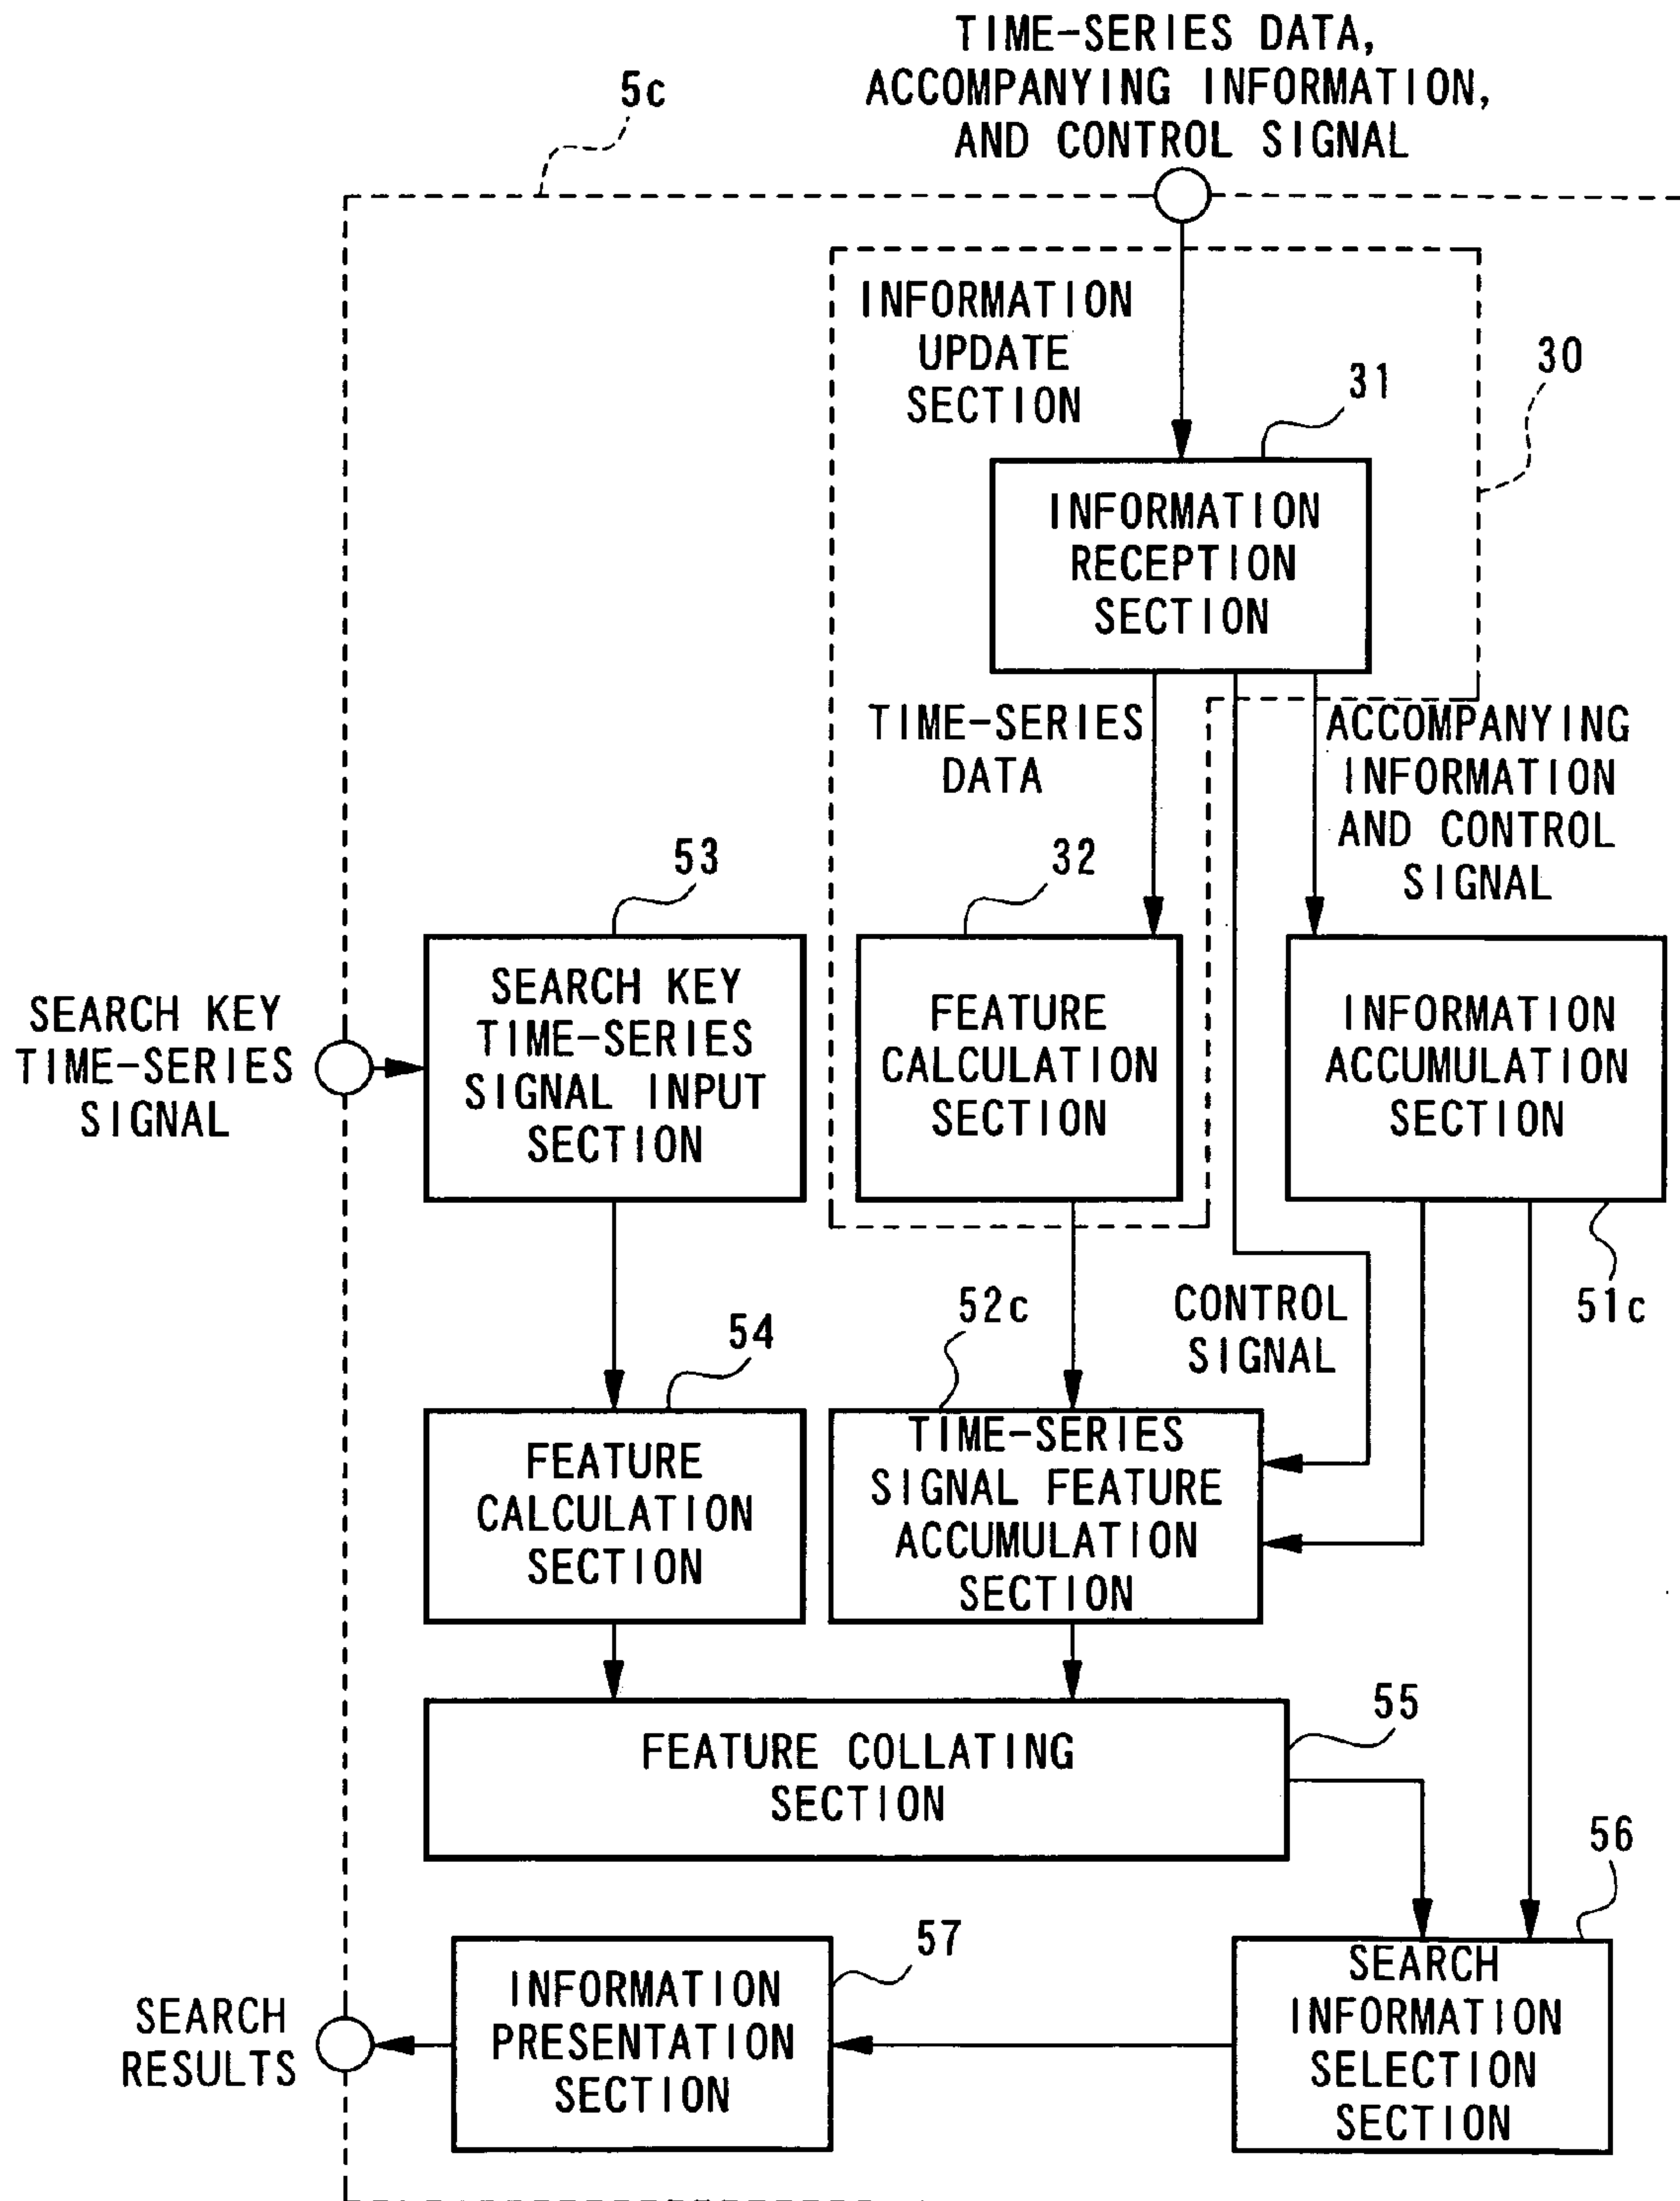 TIME-SERIES DATA,
ACCOMPANYING INFORMATION,
AND CONTROL SIGNAL
5c
INFORMATION
UPDATE
SECTION
30
31
INFORMATION
RECEPTION
SECTION
TIME-SERIES
DATA
ACCOMPANYING
INFORMATION
AND CONTROL
SIGNAL
53
32
SEARCH KEY
TIME-SERIES
SIGNAL
SEARCH KEY
TIME-SERIES
SIGNAL INPUT
SECTION
FEATURE
CALCULATION
SECTION
INFORMATION
ACCUMULATION
SECTION
51c
52c
CONTROL
SIGNAL
54
FEATURE
CALCULATION
SECTION
TIME-SERIES
SIGNAL FEATURE
ACCUMULATION
SECTION
55
FEATURE COLLATING
SECTION
56
57
SEARCH
RESULTS
INFORMATION
PRESENTATION
SECTION
SEARCH
INFORMATION
SELECTION
SECTION